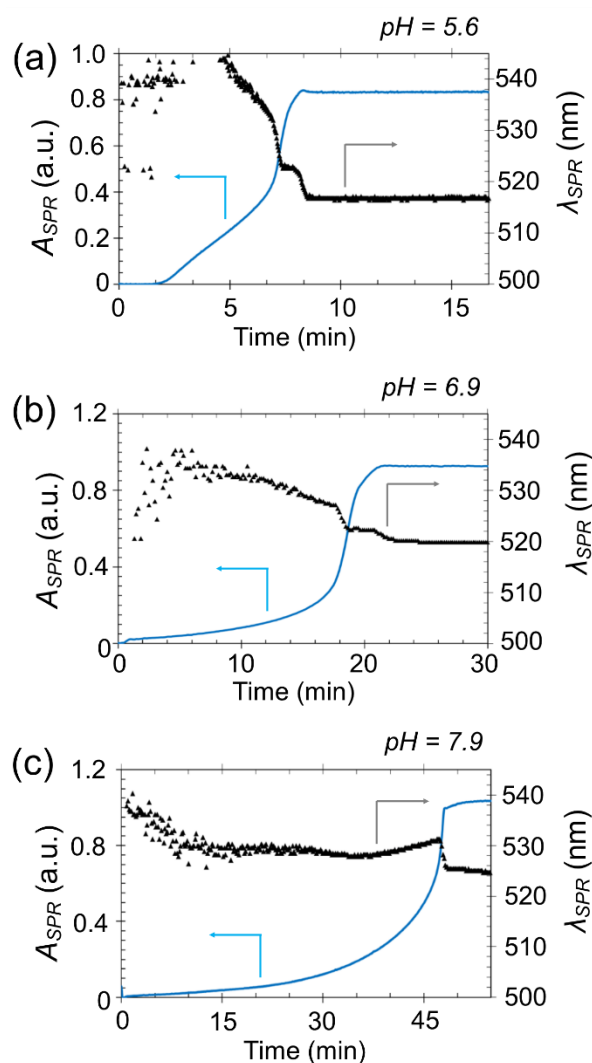 pH = 5.6
(a)
1.0
0.8
0.6
0.4
0.2
0
A_SPR (a.u.)
540
530
520
510
500
λ_SPR (nm)
0 5 10 15
Time (min)
pH = 6.9
(b)
1.2
0.8
0.4
0
A_SPR (a.u.)
540
530
520
510
500
λ_SPR (nm)
0 10 20 30
Time (min)
pH = 7.9
(c)
1.2
0.8
0.4
0
A_SPR (a.u.)
540
530
520
510
500
λ_SPR (nm)
0 15 30 45
Time (min)